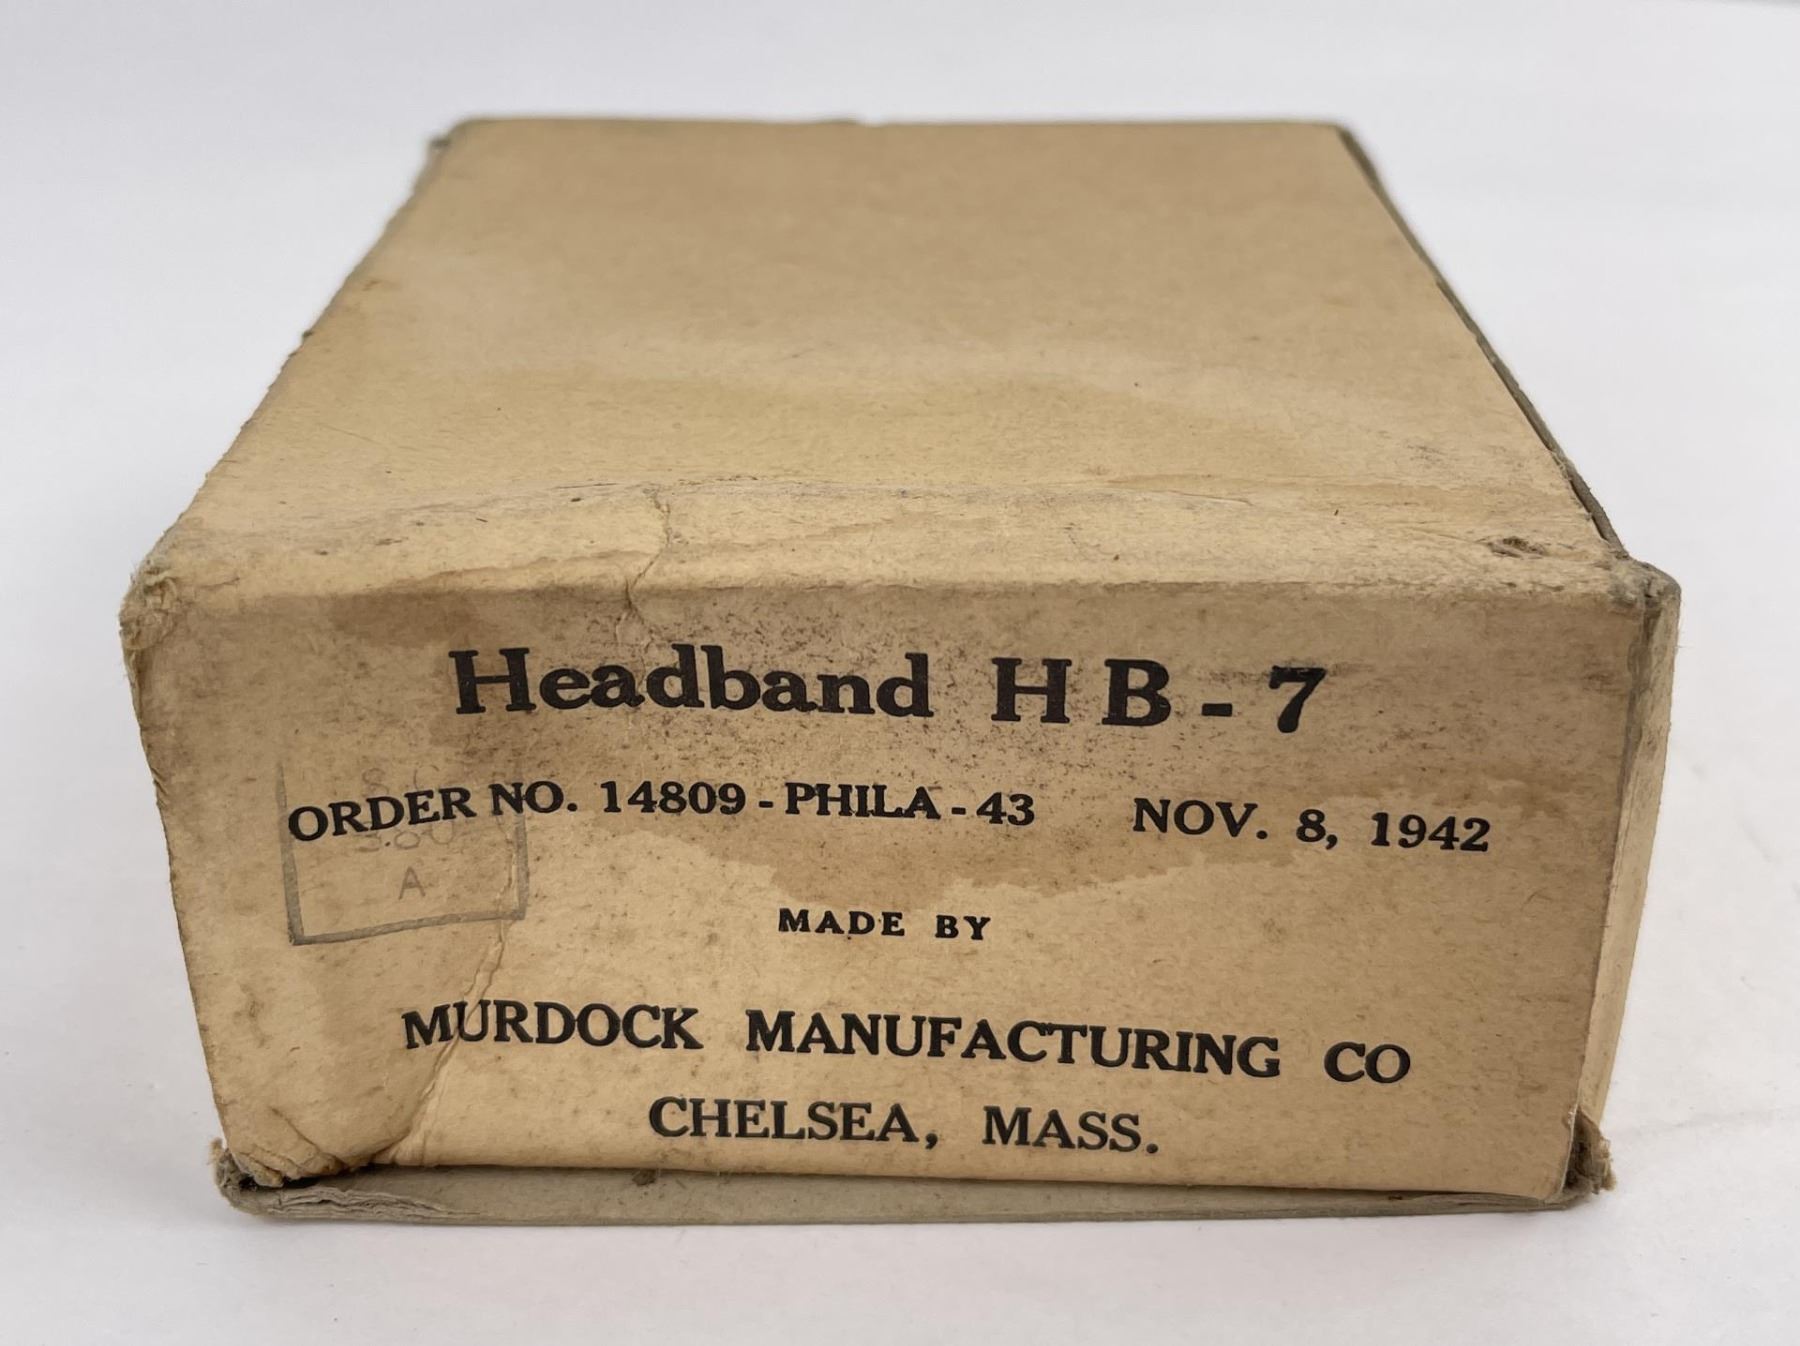 Headband HB-7
ORDER NO. 14809-PHILA-43 NOV. 8, 1942
A
MADE BY
MURDOCK MANUFACTURING CO
CHELSEA, MASS.